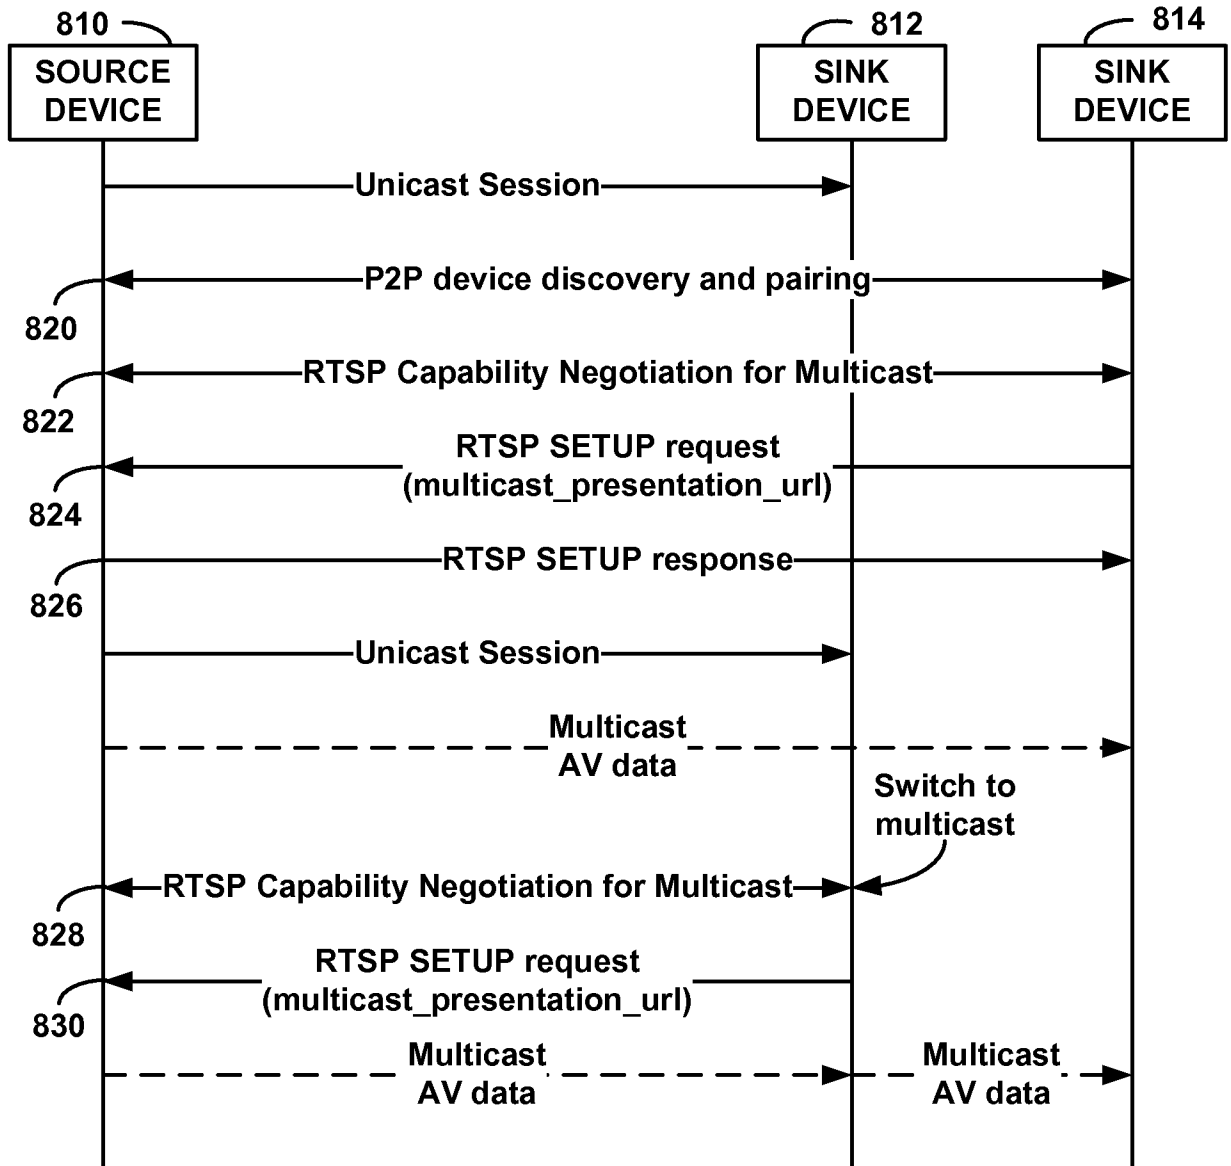 810
812
814
SOURCE
DEVICE
SINK
DEVICE
SINK
DEVICE
Unicast Session
P2P device discovery and pairing
820
RTSP Capability Negotiation for Multicast
822
RTSP SETUP request
(multicast_presentation_url)
824
RTSP SETUP response
826
Unicast Session
Multicast
AV data
Switch to
multicast
RTSP Capability Negotiation for Multicast
828
RTSP SETUP request
(multicast_presentation_url)
830
Multicast
AV data
Multicast
AV data